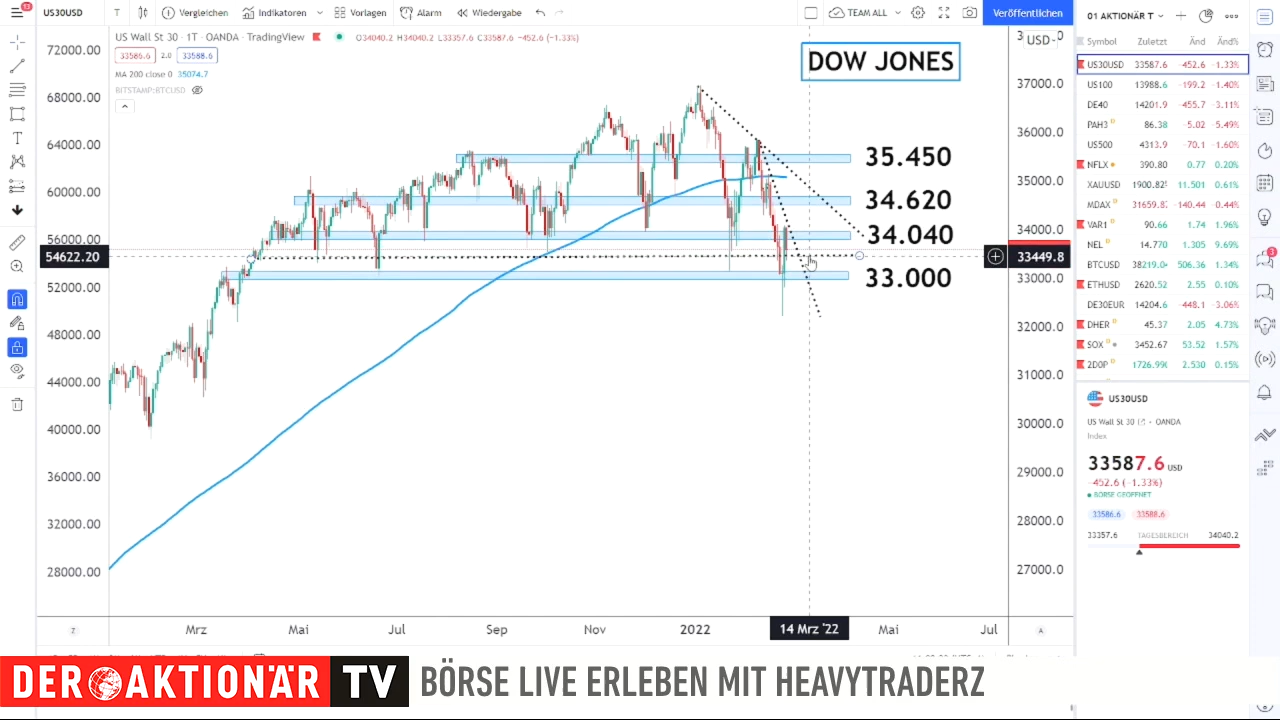 11
US30USD
T
Vergleichen
Indikatoren
Vorlagen
Alarm
Wiedergabe
TEAM ALL
Veröffentlichen
01 AKTIONÄR T
US Wall St 30 · 1T · OANDA · TradingView
O34040.2 H34040.2 L33357.6 C33587.6 −452.6 (−1.33%)
33586.6 2.0 33588.6
MA 200 close 0 35074.7
BITSTAMP:BTCUSD
DOW JONES
35.450
34.620
34.040
33.000
72000.00
68000.00
64000.00
60000.00
56000.00
54622.20
52000.00
48000.00
44000.00
40000.00
36000.00
32000.00
28000.00
USD
37000.0
36000.0
35000.0
34000.0
33449.8
33000.0
32000.0
31000.0
30000.0
29000.0
28000.0
27000.0
Z
Mrz
Mai
Jul
Sep
Nov
2022
14 Mrz '22
Mai
Jul
A
Symbol Zuletzt Änd Änd%
US30USD 33587.6 -452.6 -1.33%
US100 13988.6 -199.2 -1.40%
DE40 14201.9 -455.7 -3.11%
PAH3 D 86.38 -5.02 -5.49%
US500 4313.9 -70.1 -1.60%
NFLX 390.80 0.77 0.20%
XAUUSD 1900.825 11.501 0.61%
MDAX 31659.8 -140.44 -0.44%
VAR1 D 90.66 1.74 1.96%
NEL D 14.770 1.305 9.69%
BTCUSD 38219.0 506.36 1.34%
ETHUSD 2620.52 2.55 0.10%
DE30EUR 14204.6 -448.1 -3.06%
DHER D 45.37 2.05 4.73%
SOX D 3452.67 53.52 1.57%
2D0P D 1726.990 2.530 0.15%
3
US30USD
US Wall St 30 · OANDA
Index
33587.6 USD
-452.6 (-1.33%)
BÖRSE GEÖFFNET
33586.6 33588.6
33357.6 TAGESBEREICH 34040.2
DER AKTIONÄR TV
BÖRSE LIVE ERLEBEN MIT HEAVYTRADERZ